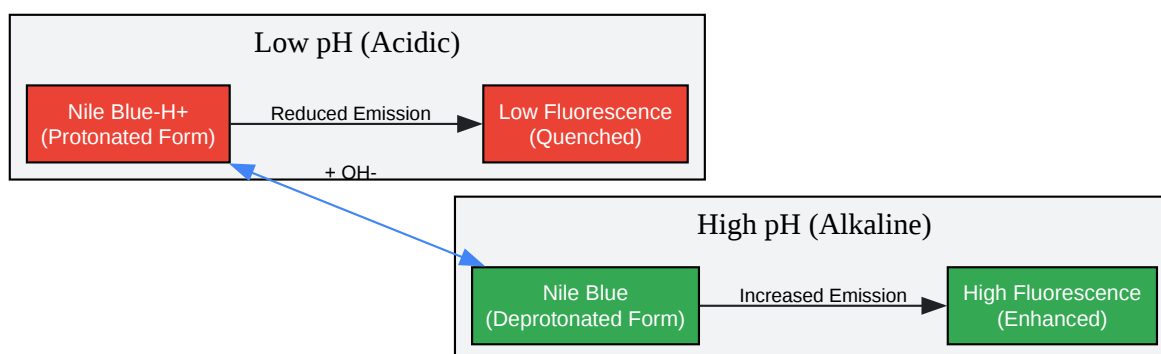 Low pH (Acidic)
Nile Blue-H+
(Protonated Form)
Reduced Emission
Low Fluorescence
(Quenched)
+ OH-
High pH (Alkaline)
Nile Blue
(Deprotonated Form)
Increased Emission
High Fluorescence
(Enhanced)